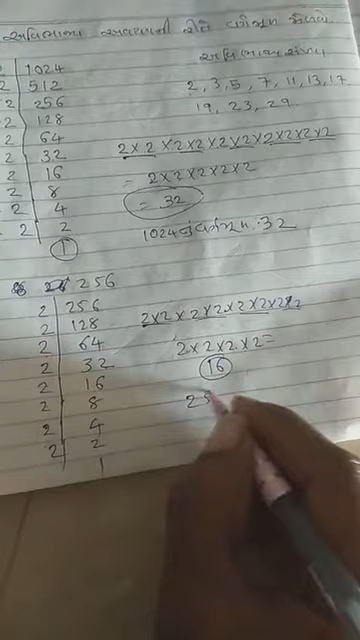 અવિભાજ્ય અવયવની રીતે વર્ગમૂળ મેળવો
અવિભાજ્ય સંખ્યા
2, 3, 5, 7, 11, 13, 17
19, 23, 29
2 | 1024
2 | 512
2 | 256
2 | 128
2 | 64
2 | 32
2 | 16
2 | 8
2 | 4
2 | 2
1
2×2×2×2×2×2×2×2×2×2
= 2×2×2×2×2
= 32
1024નું વર્ગમૂળ 32
256
2 | 256
2 | 128
2 | 64
2 | 32
2 | 16
2 | 8
2 | 4
2 | 2
1
2×2×2×2×2×2×2×2
2×2×2×2=
16
25